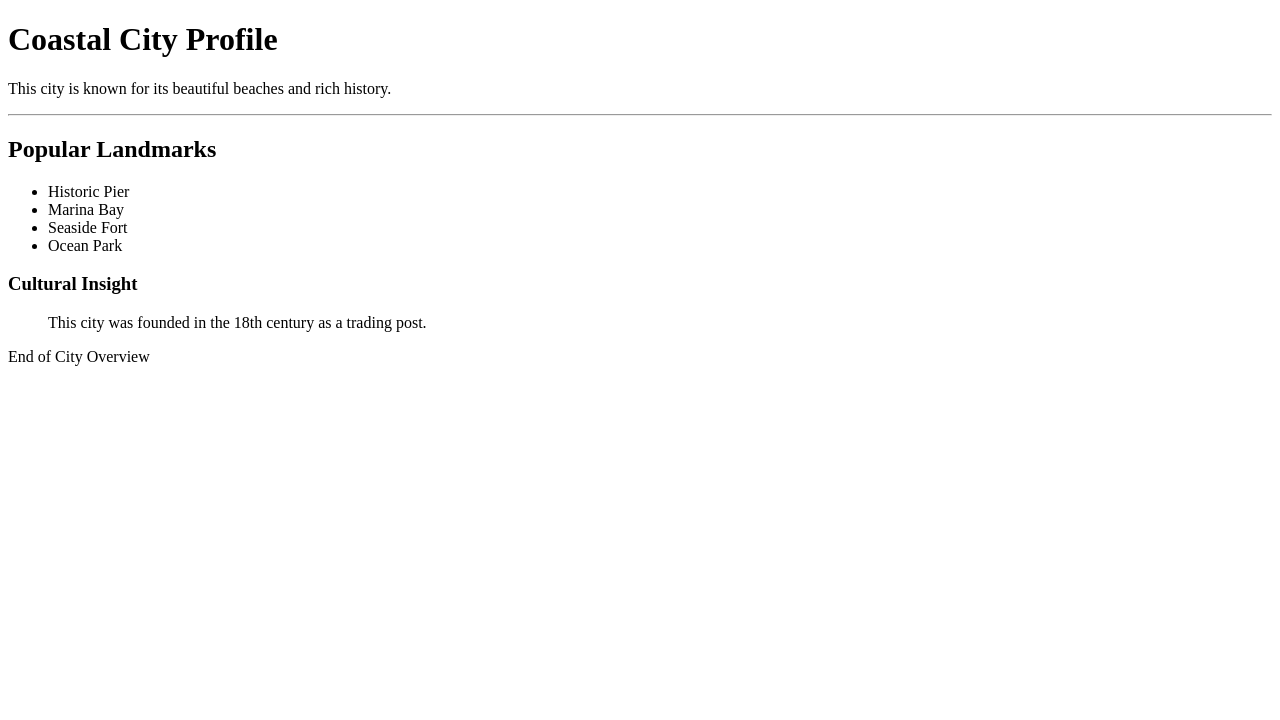 Coastal City Profile
This city is known for its beautiful beaches and rich history.
Popular Landmarks
Historic Pier
Marina Bay
Seaside Fort
Ocean Park
Cultural Insight
This city was founded in the 18th century as a trading post.
End of City Overview